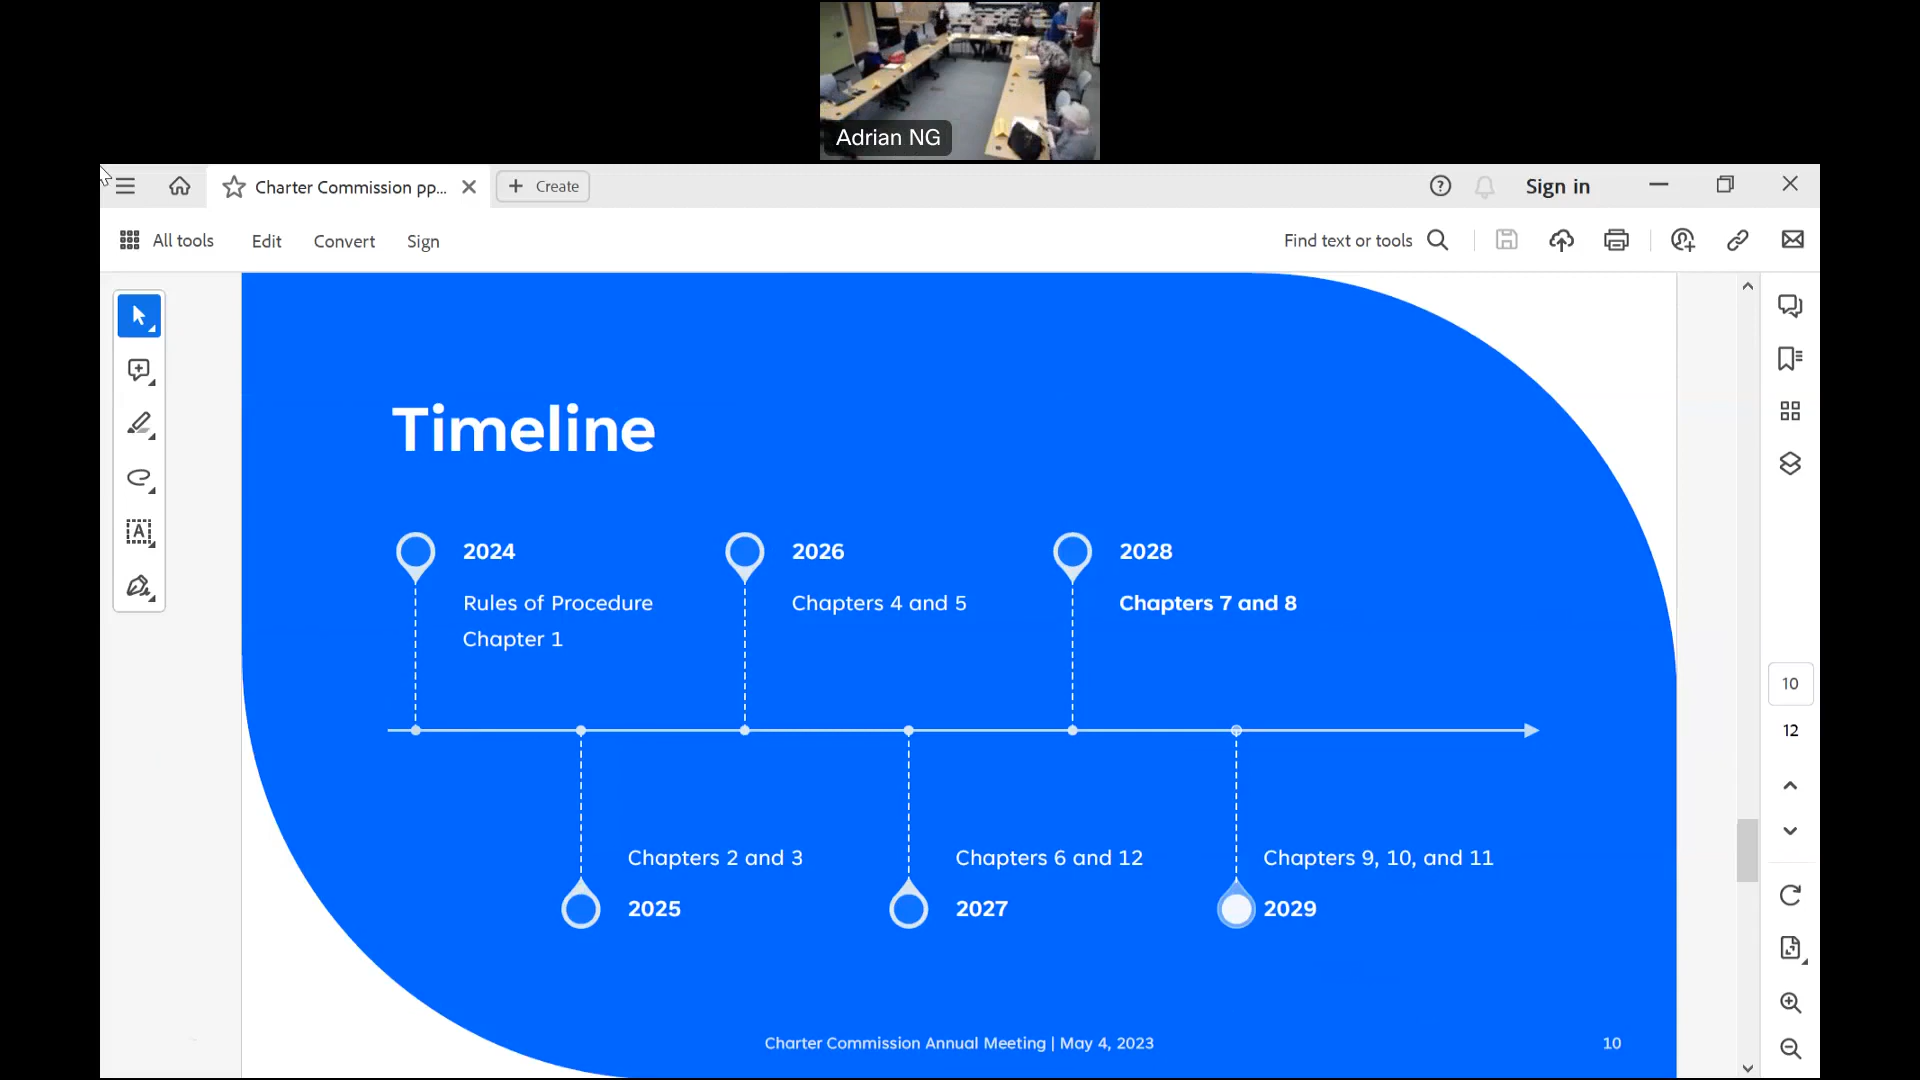 Adrian NG
Charter Commission pp...
Create
Sign in
All tools
Edit
Convert
Sign
Find text or tools
Timeline
2024
Rules of Procedure
Chapter 1
2026
Chapters 4 and 5
2028
Chapters 7 and 8
Chapters 2 and 3
2025
Chapters 6 and 12
2027
Chapters 9, 10, and 11
2029
Charter Commission Annual Meeting | May 4, 2023
10
10
12